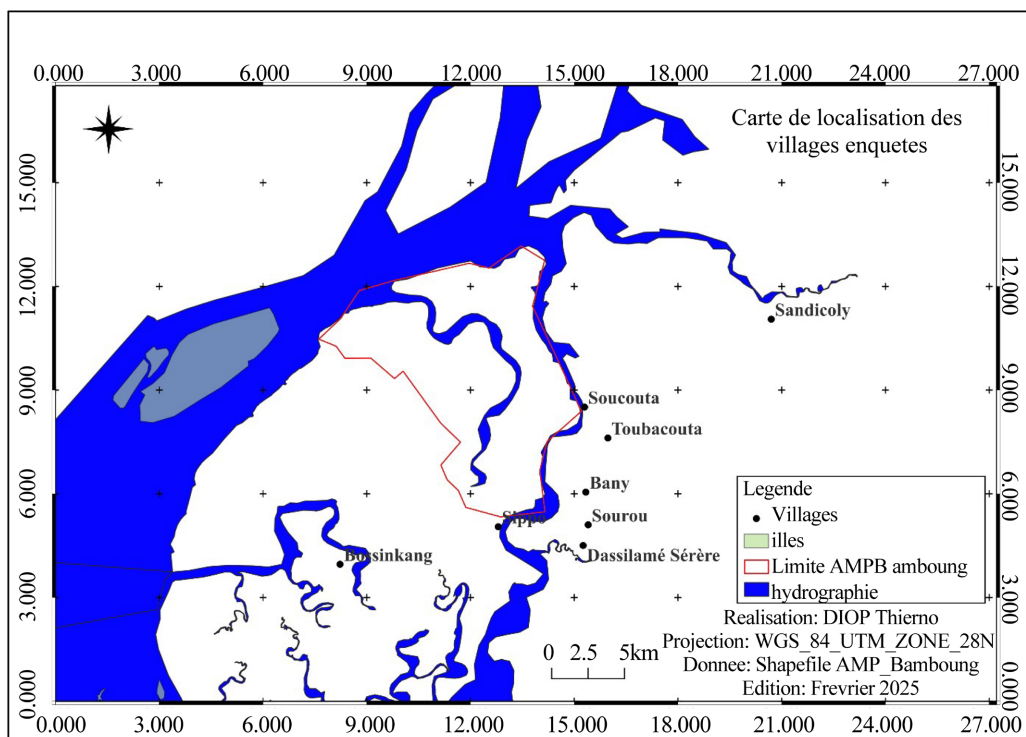 0.000 3.000 6.000 9.000 12.000 15.000 18.000 21.000 27.000
Carte de localisation des
villages enquetes
15.000
12.000
9.000
6.000
3.000
0.000
15.000
12.000
9.000
6.000
3.000
0.000
Sandicoly
Soucouta
Toubacouta
Bany
Sippo
Sourou
Dassilamé Sérère
Bossinkang
Legende
Villages
illes
Limite AMPB amboung
hydrographie
Realisation: DIOP Thierno
Projection: WGS_84_UTM_ZONE_28N
Donnee: Shapefile AMP_Bamboung
Edition: Frevrier 2025
0 2.5 5km
0.000 3.000 6.000 9.000 12.000 15.000 18.000 21.000 24.000 27.000